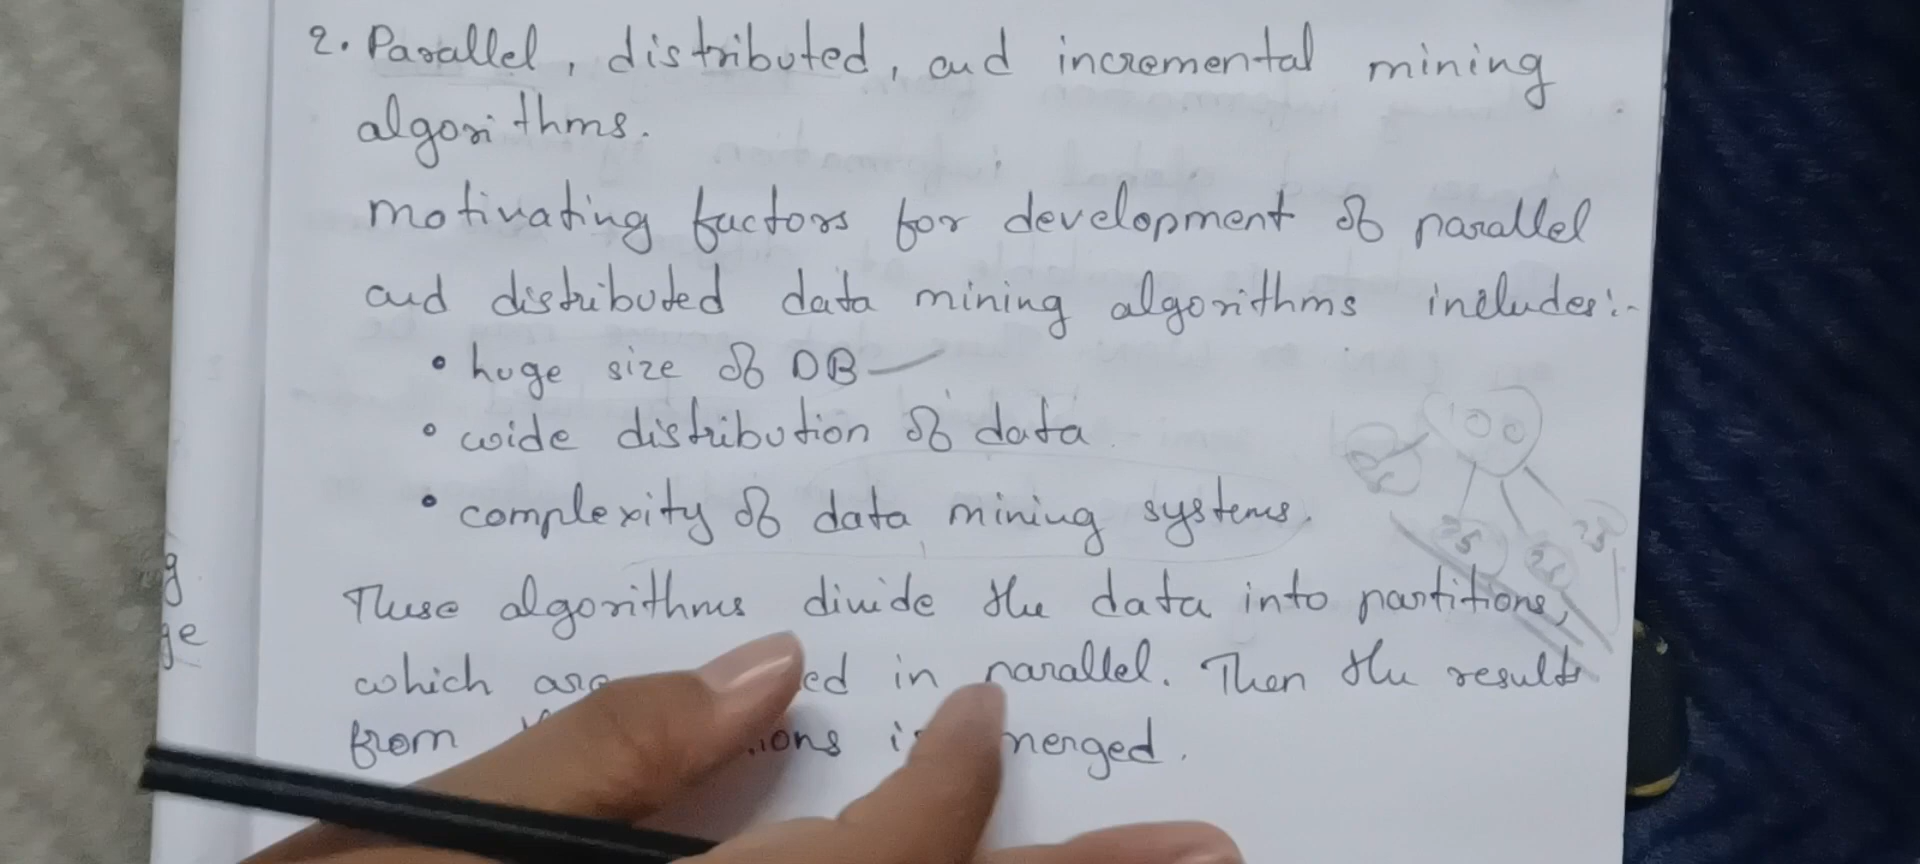 2. Parallel, distributed, and incremental mining
algorithms.
motivating factors for development of parallel
and distributed data mining algorithms includes:-
• huge size of DB
• wide distribution of data
• complexity of data mining systems.
These algorithms divide the data into partitions,
which are ed in parallel. Then the results
from ions merged.
g
ge